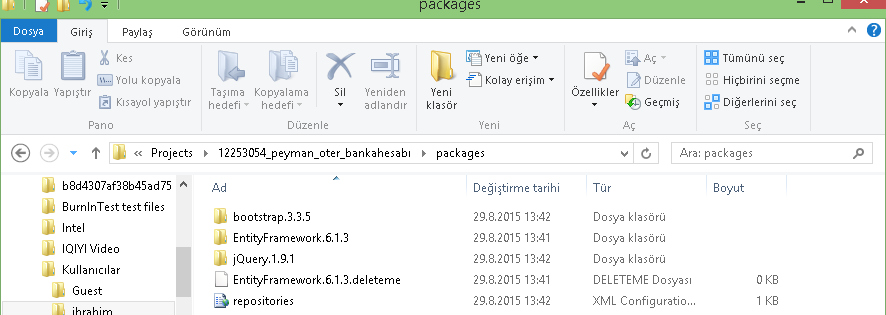 packages
Dosya Giriş Paylaş Görünüm
Kopyala Yapıştır Kes Yolu kopyala Kısayol yapıştır
Pano
Taşıma hedefi Kopyalama hedefi Sil Yeniden adlandır
Düzenle
Yeni klasör Yeni öğe Kolay erişim
Yeni
Özellikler Aç Düzenle Geçmiş
Aç
Tümünü seç Hiçbirini seçme Diğerlerini seç
Seç
« Projects 12253054_peyman_oter_bankahesabı packages Ara: packages
b8d4307af38b45ad75
BurnInTest test files
Intel
IQIYI Video
Kullanıcılar
Guest
ibrahim
Ad Değiştirme tarihi Tür Boyut
bootstrap.3.3.5 29.8.2015 13:42 Dosya klasörü
EntityFramework.6.1.3 29.8.2015 13:41 Dosya klasörü
jQuery.1.9.1 29.8.2015 13:42 Dosya klasörü
EntityFramework.6.1.3.deleteme 29.8.2015 13:41 DELETEME Dosyası 0 KB
repositories 29.8.2015 13:42 XML Configuratio... 1 KB